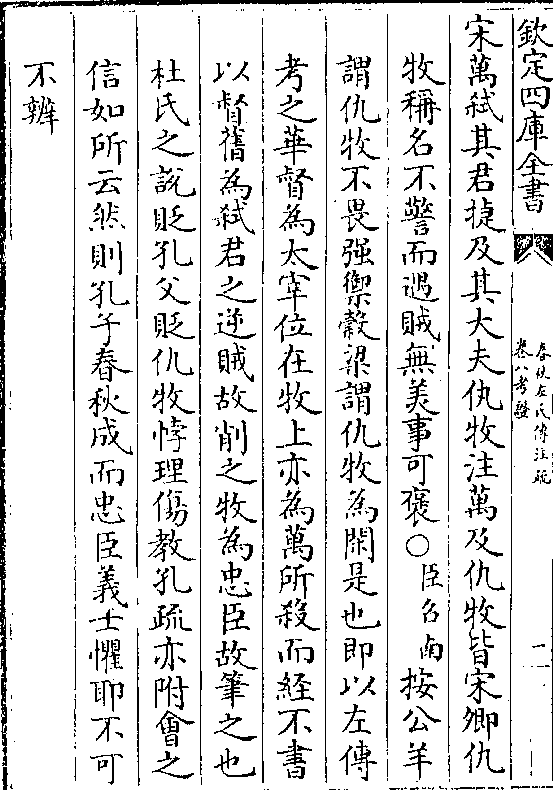 欽定四庫全書
春秋左氏傳注疏
卷八考證
宋萬弑其君捷及其大夫仇牧注萬及仇牧皆宋卿仇
牧稱名不警而遇賊無美事可襃○臣召南按公羊
謂仇牧不畏强禦穀梁謂仇牧為閑是也即以左傳
考之華督為太宰位在牧上亦為萬所殺而經不書
以督舊為弑君之逆賊故削之牧為忠臣故筆之也
杜氏之説貶孔父貶仇牧悖理傷教孔疏亦附㑹之
信如所云然則孔子春秋成而忠臣義士懼耶不可
不辨